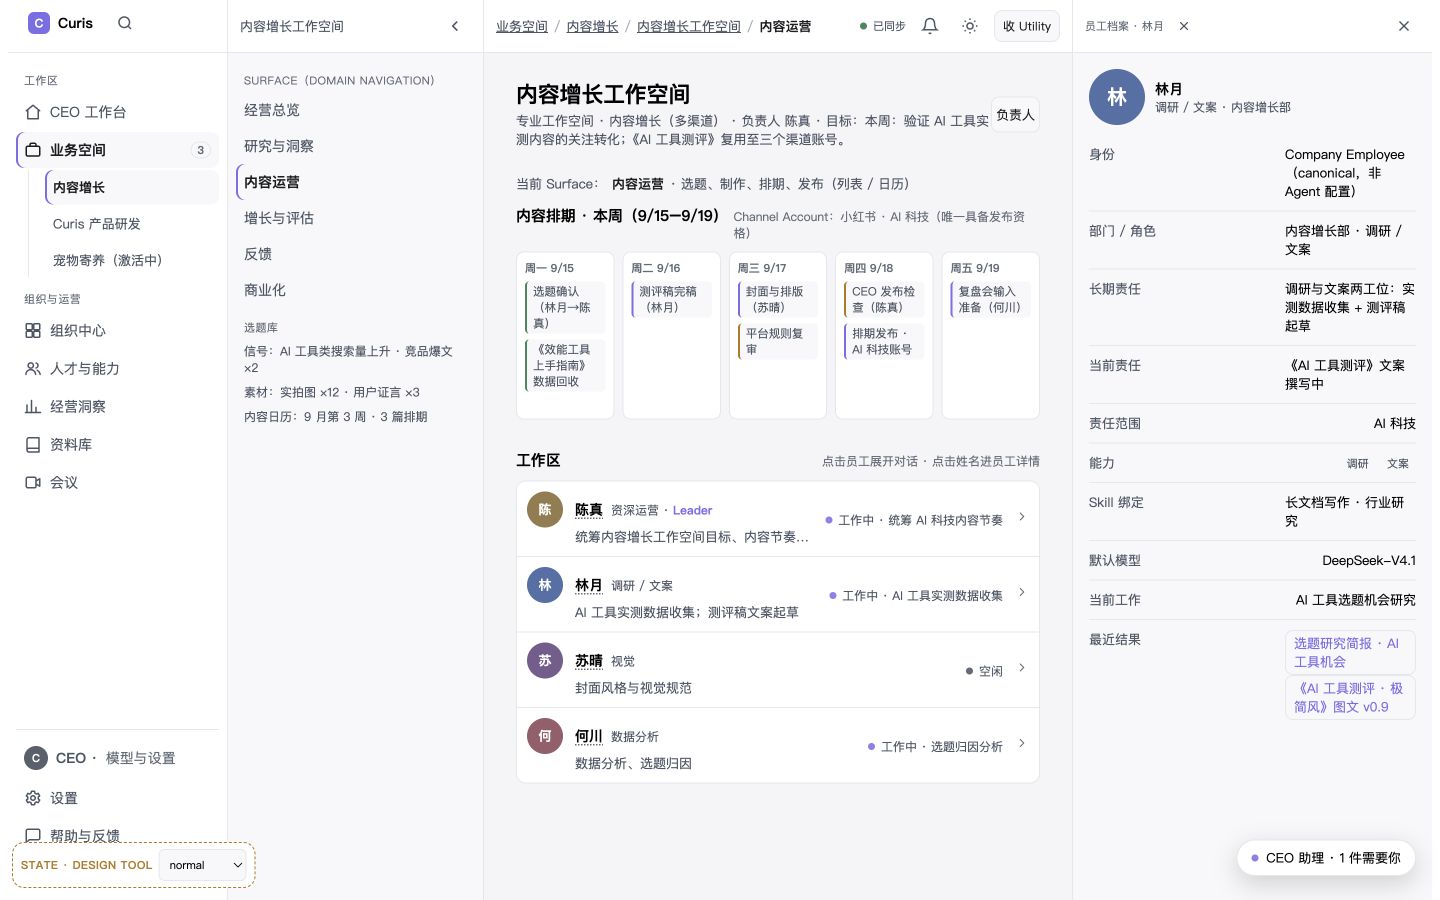 C Curis
工作区
CEO 工作台
业务空间 3
内容增长
Curis 产品研发
宠物寄养（激活中）
组织与运营
组织中心
人才与能力
经营洞察
资料库
会议
C CEO · 模型与设置
设置
帮助与反馈
STATE · DESIGN TOOL normal
内容增长工作空间
SURFACE（DOMAIN NAVIGATION）
经营总览
研究与洞察
内容运营
增长与评估
反馈
商业化
选题库
信号：AI 工具类搜索量上升 · 竞品爆文
×2
素材：实拍图 ×12 · 用户证言 ×3
内容日历：9 月第 3 周 · 3 篇排期
业务空间 / 内容增长 / 内容增长工作空间 / 内容运营
已同步
收 Utility
内容增长工作空间
专业工作空间 · 内容增长（多渠道） · 负责人 陈真 · 目标：本周：验证 AI 工具实
测内容的关注转化；《AI 工具测评》复用至三个渠道账号。
负责人
当前 Surface： 内容运营 · 选题、制作、排期、发布（列表 / 日历）
内容排期 · 本周（9/15—9/19）
Channel Account：小红书 · AI 科技（唯一具备发布资
格）
周一 9/15
选题确认
（林月→陈
真）
《效能工具
上手指南》
数据回收
周二 9/16
测评稿完稿
（林月）
周三 9/17
封面与排版
（苏晴）
平台规则复
审
周四 9/18
CEO 发布检
查（陈真）
排期发布 ·
AI 科技账号
周五 9/19
复盘会输入
准备（何川）
工作区
点击员工展开对话 · 点击姓名进员工详情
陈 陈真 资深运营 · Leader
统筹内容增长工作空间目标、内容节奏…
工作中 · 统筹 AI 科技内容节奏
林 林月 调研 / 文案
AI 工具实测数据收集；测评稿文案起草
工作中 · AI 工具实测数据收集
苏 苏晴 视觉
封面风格与视觉规范
空闲
何 何川 数据分析
数据分析、选题归因
工作中 · 选题归因分析
员工档案 · 林月
林 林月
调研 / 文案 · 内容增长部
身份
Company Employee
（canonical，非
Agent 配置）
部门 / 角色
内容增长部 · 调研 /
文案
长期责任
调研与文案两工位：实
测数据收集 + 测评稿
起草
当前责任
《AI 工具测评》文案
撰写中
责任范围
AI 科技
能力
调研 文案
Skill 绑定
长文档写作 · 行业研
究
默认模型
DeepSeek-V4.1
当前工作
AI 工具选题机会研究
最近结果
选题研究简报 · AI
工具机会
《AI 工具测评 · 极
简风》图文 v0.9
CEO 助理 · 1 件需要你